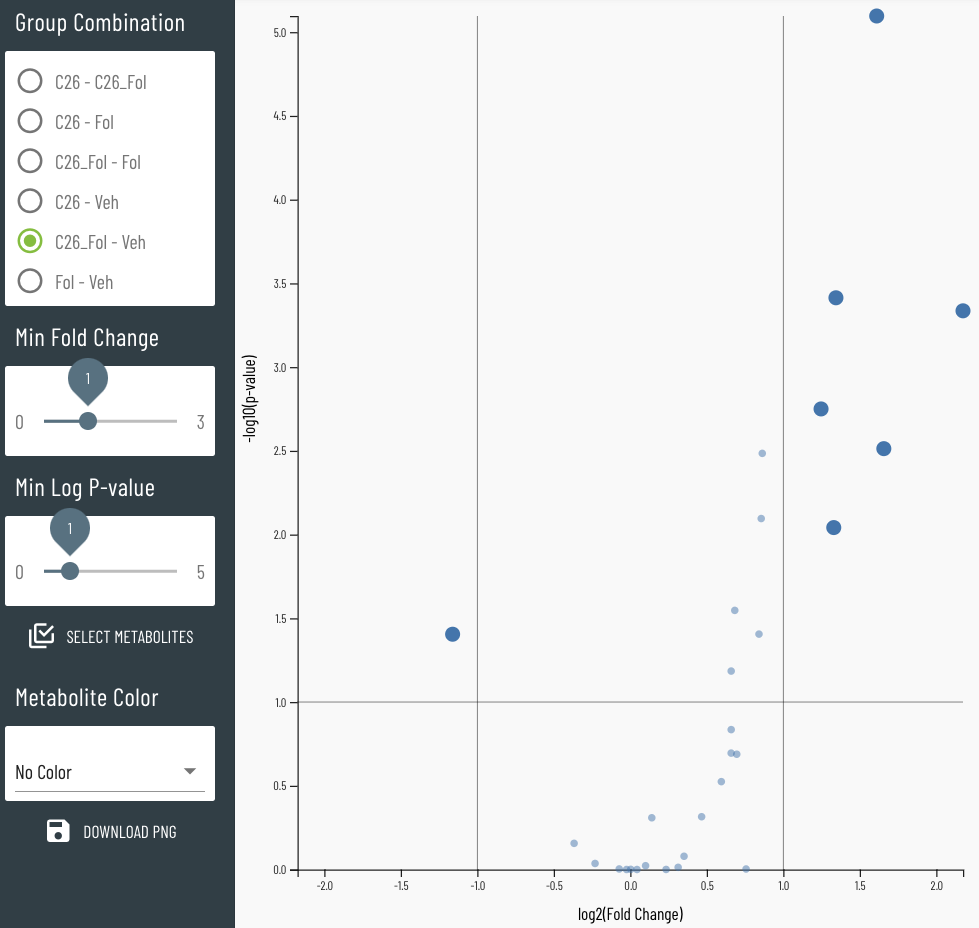 Group Combination
C26 - C26_Fol
C26 - Fol
C26_Fol - Fol
C26 - Veh
C26_Fol - Veh
Fol - Veh
Min Fold Change
1
0
3
Min Log P-value
1
0
5
SELECT METABOLITES
Metabolite Color
No Color
DOWNLOAD PNG
-log10(p-value)
5.0
4.5
4.0
3.5
3.0
2.5
2.0
1.5
1.0
0.5
0.0
-2.0
-1.5
-1.0
-0.5
0.0
0.5
1.0
1.5
2.0
log2(Fold Change)